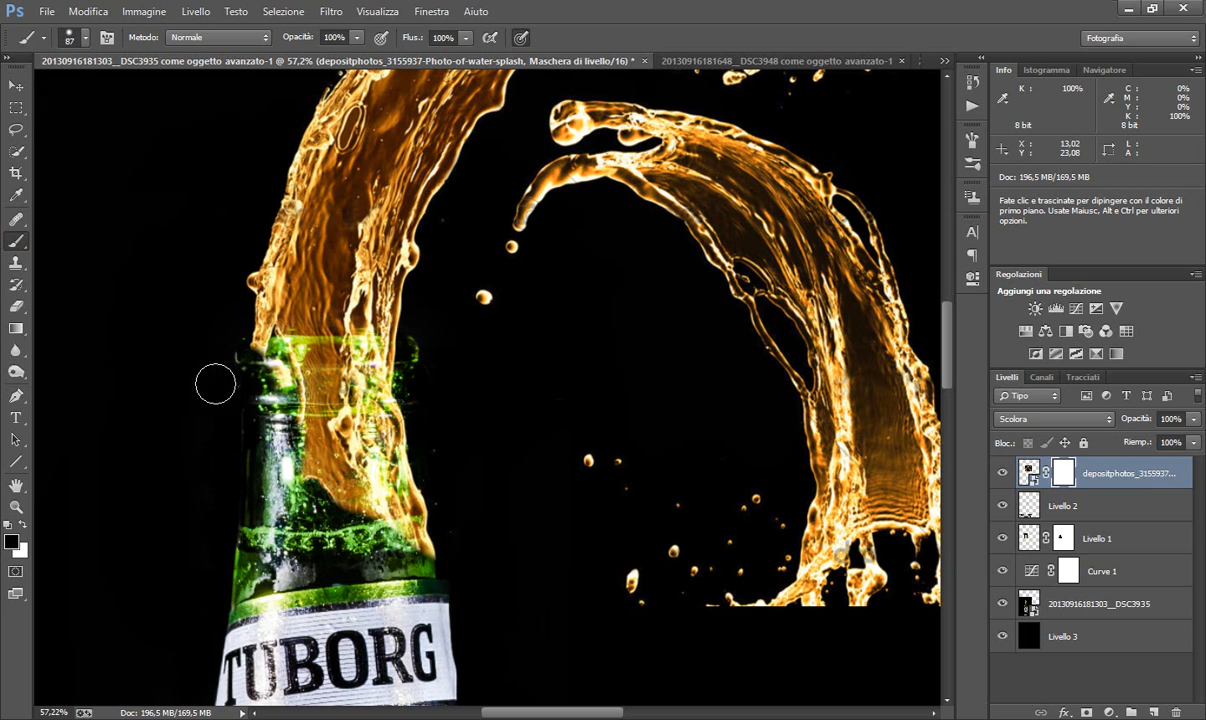 Ps File Modifica Immagine Livello Testo Selezione Filtro Visualizza Finestra Aiuto
87 Metodo: Normale Opacità: 100% Flus.: 100% Fotografia
20130916181303__DSC3935 come oggetto avanzato-1 @ 57,2% (depositphotos_3155937-Photo-of-water-splash, Maschera di livello/16) * × 20130916181648__DSC3948 come oggetto avanzato-1 ×
Info Istogramma Navigatore
K : 100% C : 0%
M : 0%
Y : 0%
K : 100%
8 bit 8 bit
X : 13,02 L :
Y : 23,08 A :
Doc: 196,5 MB/169,5 MB
Fate clic e trascinate per dipingere con il colore di
primo piano. Usate Maiusc, Alt e Ctrl per ulteriori
opzioni.
Regolazioni
Aggiungi una regolazione
Livelli Canali Tracciati
Tipo
Scolora Opacità: 100%
Bloc.: Riemp.: 100%
depositphotos_3155937...
Livello 2
Livello 1
Curve 1
20130916181303__DSC3935
Livello 3
TUBORG
57,22% Doc: 196,5 MB/169,5 MB